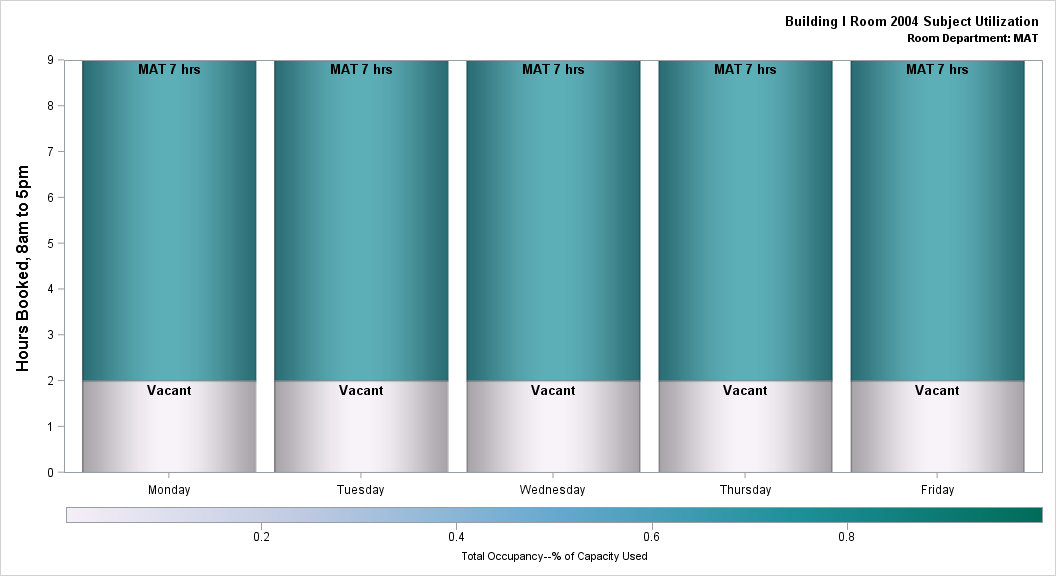 Building I Room 2004 Subject Utilization
Room Department: MAT
Hours Booked, 8am to 5pm
9
8
7
6
5
4
3
2
1
0
MAT 7 hrs MAT 7 hrs MAT 7 hrs MAT 7 hrs MAT 7 hrs
Vacant Vacant Vacant Vacant Vacant
Monday Tuesday Wednesday Thursday Friday
0.2 0.4 0.6 0.8
Total Occupancy--% of Capacity Used